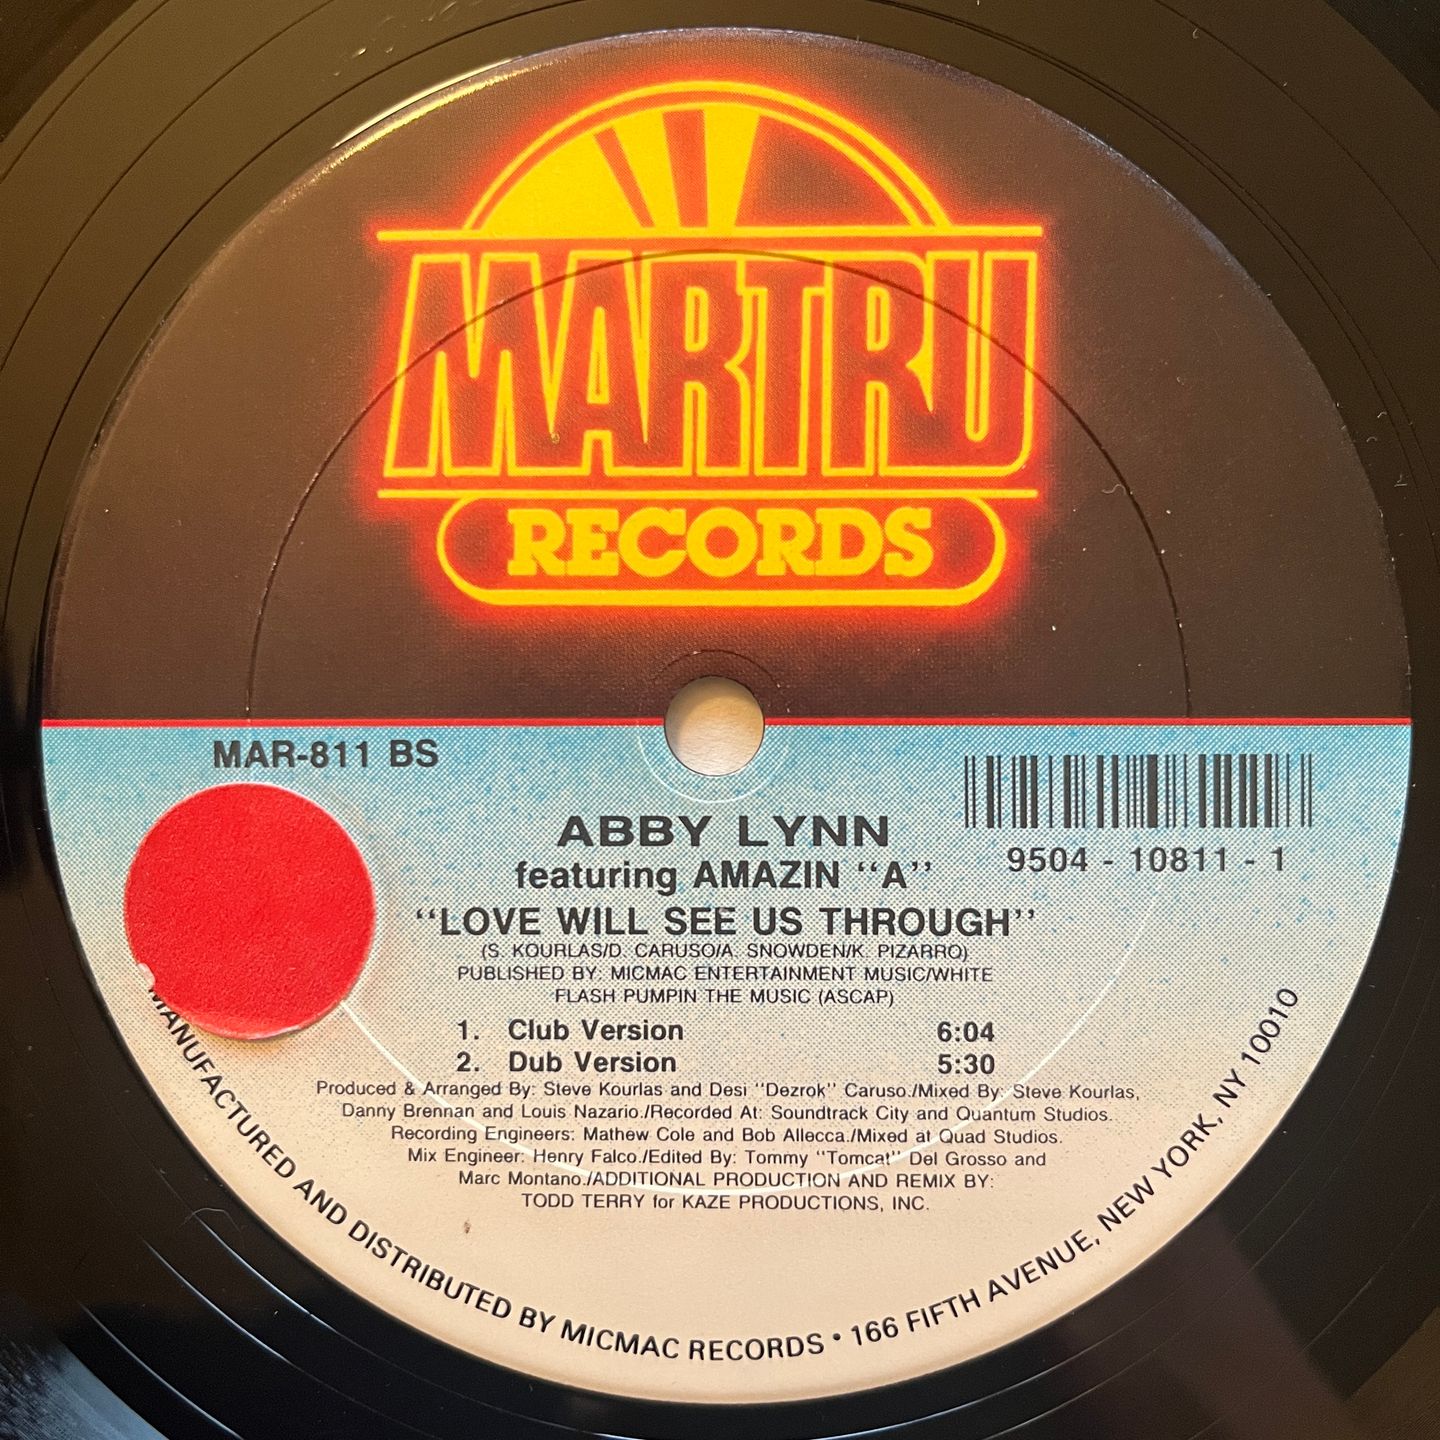 MARTRU
RECORDS
MAR-811 BS
9504 - 10811 - 1
ABBY LYNN
featuring AMAZIN "A"
"LOVE WILL SEE US THROUGH"
(S. KOURLAS/D. CARUSO/A. SNOWDEN/K. PIZARRO)
PUBLISHED BY: MICMAC ENTERTAINMENT MUSIC/WHITE
FLASH PUMPIN THE MUSIC (ASCAP)
1. Club Version 6:04
2. Dub Version 5:30
Produced & Arranged By: Steve Kourlas and Desi "Dezrok" Caruso./Mixed By: Steve Kourlas,
Danny Brennan and Louis Nazario./Recorded At: Soundtrack City and Quantum Studios..
Recording Engineers: Mathew Cole and Bob Allecca./Mixed at Quad Studios.
Mix Engineer: Henry Falco./Edited By: Tommy "Tomcat" Del Grosso and
Marc Montano./ADDITIONAL PRODUCTION AND REMIX BY:
TODD TERRY for KAZE PRODUCTIONS, INC.
MANUFACTURED AND DISTRIBUTED BY MICMAC RECORDS • 166 FIFTH AVENUE, NEW YORK, NY 10010